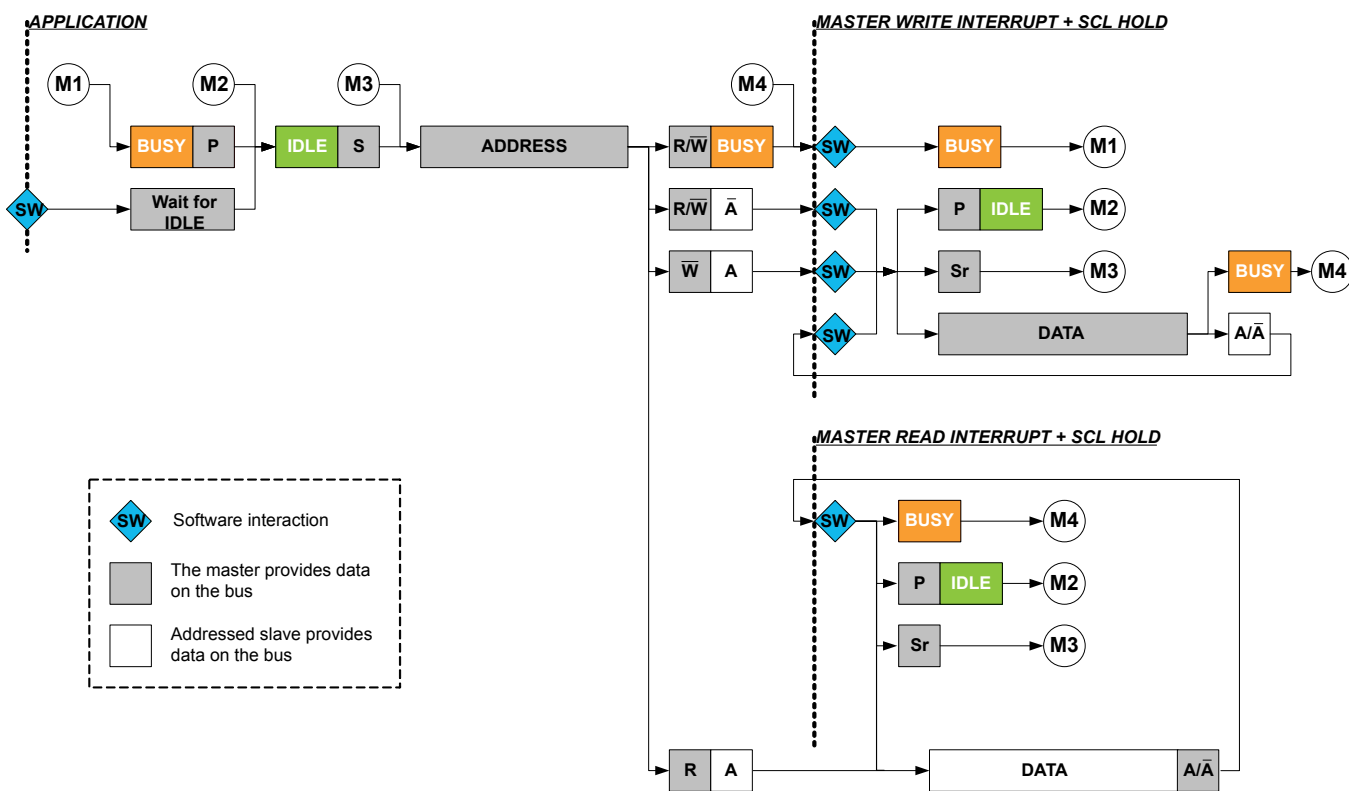 APPLICATION
MASTER WRITE INTERRUPT + SCL HOLD
M1
M2
M3
M4
BUSY P
IDLE S
ADDRESS
R/W̅ BUSY
SW
BUSY
M1
SW
Wait for
IDLE
R/W̅ A̅
SW
P IDLE
M2
W̅ A
SW
Sr
M3
BUSY
M4
SW
DATA
A/A̅
MASTER READ INTERRUPT + SCL HOLD
SW
BUSY
M4
P IDLE
M2
Sr
M3
SW
Software interaction
The master provides data
on the bus
Addressed slave provides
data on the bus
R A
DATA
A/A̅